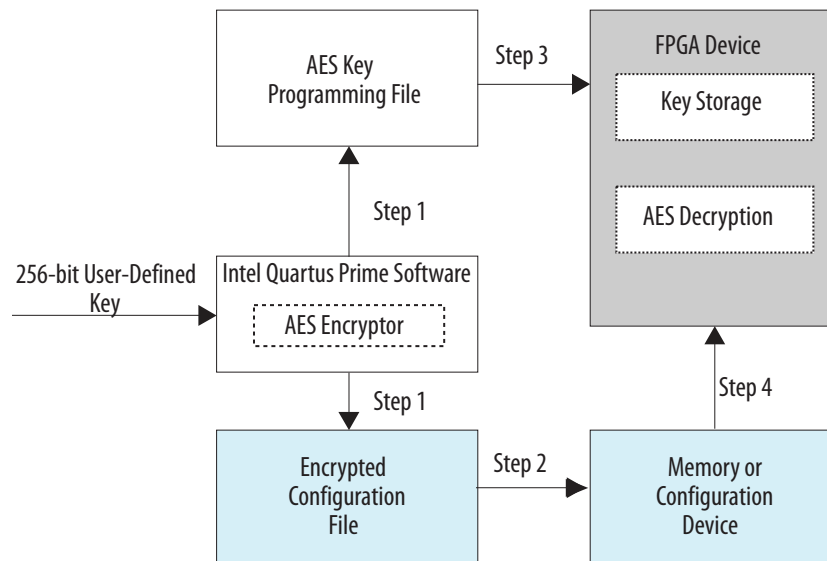 AES Key
Programming File
Step 3
FPGA Device
Key Storage
AES Decryption
Step 1
256-bit User-Defined
Key
Intel Quartus Prime Software
AES Encryptor
Step 1
Step 4
Encrypted
Configuration
File
Step 2
Memory or
Configuration
Device